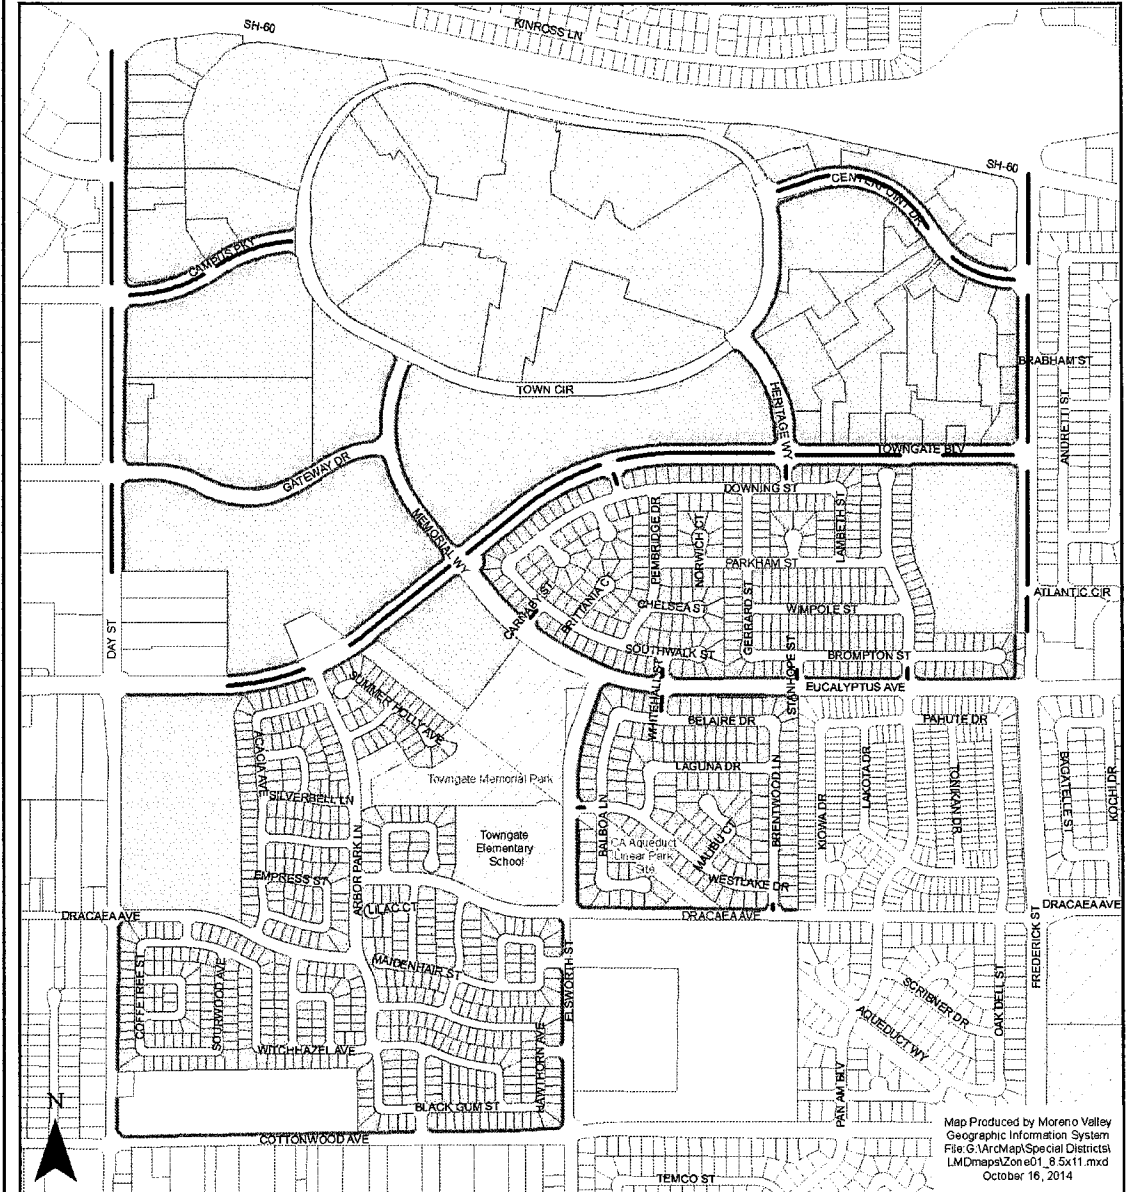 KINROSS LN
SH-60
SH-60
CENTERPOINT DR
CAMPUS PKY
BRABHAM ST
TOWN CIR
HERITAGE WY
ANDRETTI ST
TOWNGATE BLV
GATEWAY DR
DOWNING ST
MEMORIAL WY
PEMBRIDGE DR
NORWICH CT
LAMBETH ST
PARKHAM ST
ATLANTIC CIR
CARNABY ST
BRITTANIA CT
CHELSEA ST
GERRARD ST
WIMPOLE ST
DAY ST
SOUTHWALK ST
BROMPTON ST
STANHOPE ST
EUCALYPTUS AVE
WHITEHALL ST
SUMMER HOLLY AVE
BELAIRE DR
PAHUTE DR
ACACIA AVE
LAGUNA DR
LAKOTA DR
TONIKAN DR
BAGATELLE ST
KOCHI DR
Towngate Memorial Park
SILVERBELL LN
BRENTWOOD LN
KIOWA DR
BALBOA LN
MALIBU CT
Towngate
Elementary
School
CA Aqueduct
Linear Park
Site
ARBOR PARK LN
EMPRESS ST
WESTLAKE DR
LILAC CT
DRACAEA AVE
DRACAEA AVE
DRACAEA AVE
FREDERICK ST
COFFETREE ST
SOURWOOD AVE
MAIDENHAIR ST
ELSWORTH ST
SCRIBNER DR
OAK DELL ST
AQUEDUCT WY
WITCHHAZEL AVE
HAWTHORN AVE
PAN AM BLV
BLACK GUM ST
N
COTTONWOOD AVE
TEMCO ST
Map Produced by Moreno Valley
Geographic Information System
File:G:\ArcMap\Special Districts\
LMDmaps\Zone01_8.5x11.mxd
October 16, 2014